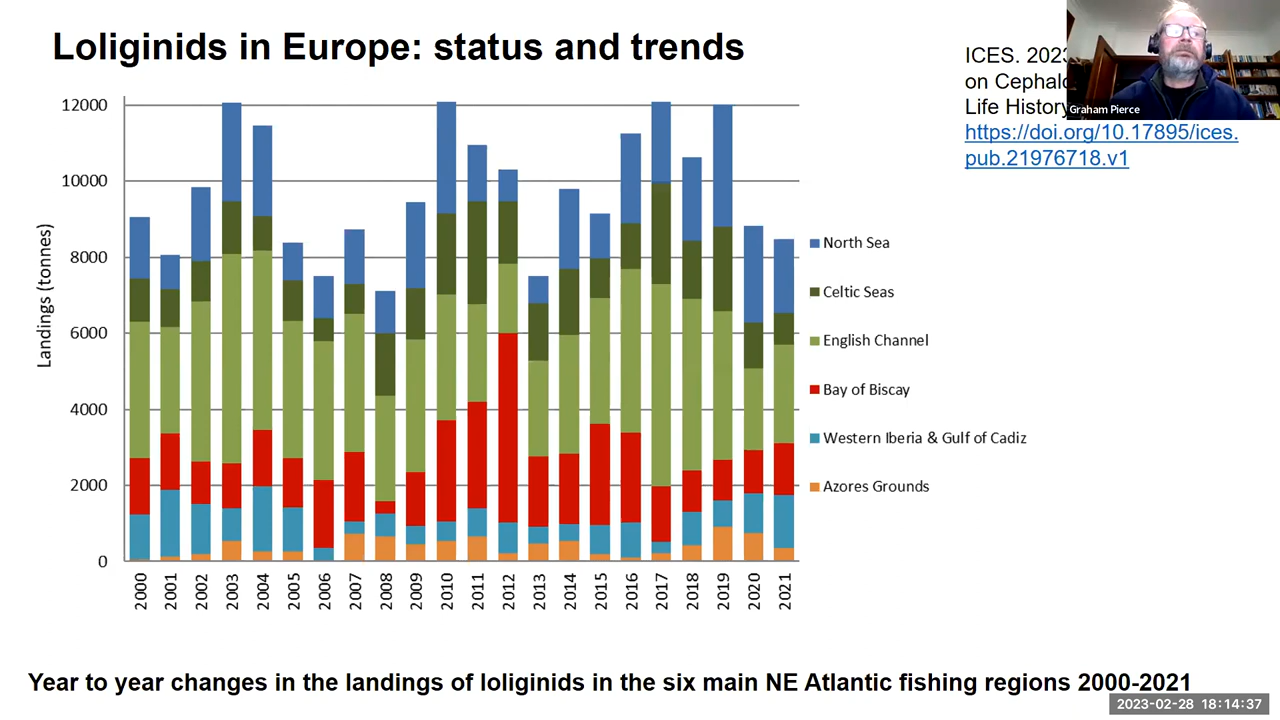 Loliginids in Europe: status and trends
ICES. 2023
on
Life History
https://doi.org/10.17895/ices.
pub.21976718.v1
Graham Pierce
Landings (tonnes)
12000
10000
8000
6000
4000
2000
0
2000
2001
2002
2003
2004
2005
2006
2007
2008
2009
2010
2011
2012
2013
2014
2015
2016
2017
2018
2019
2020
2021
North Sea
Celtic Seas
English Channel
Bay of Biscay
Western Iberia & Gulf of Cadiz
Azores Grounds
Year to year changes in the landings of loliginids in the six main NE Atlantic fishing regions 2000-2021
2023-02-28 18:14:37